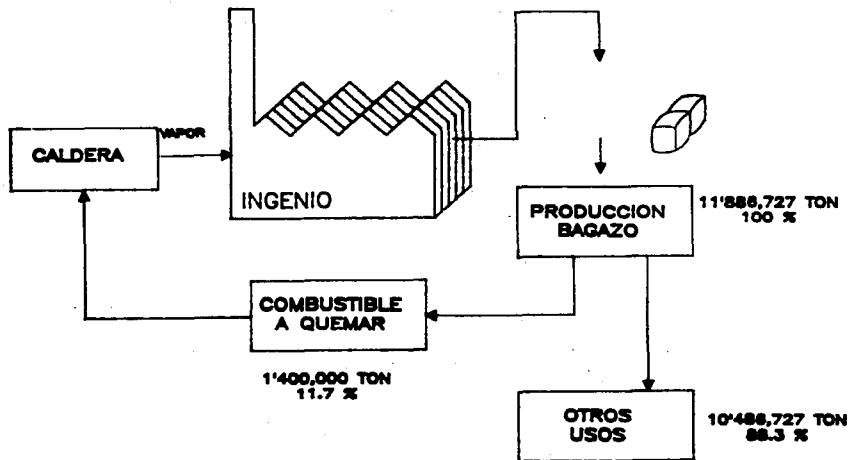 VAPOR
CALDERA
INGENIO
PRODUCCION
BAGAZO
11'886,727 TON
100 %
COMBUSTIBLE
A QUEMAR
1'400,000 TON
11.7 %
OTROS
USOS
10'486,727 TON
88.3 %